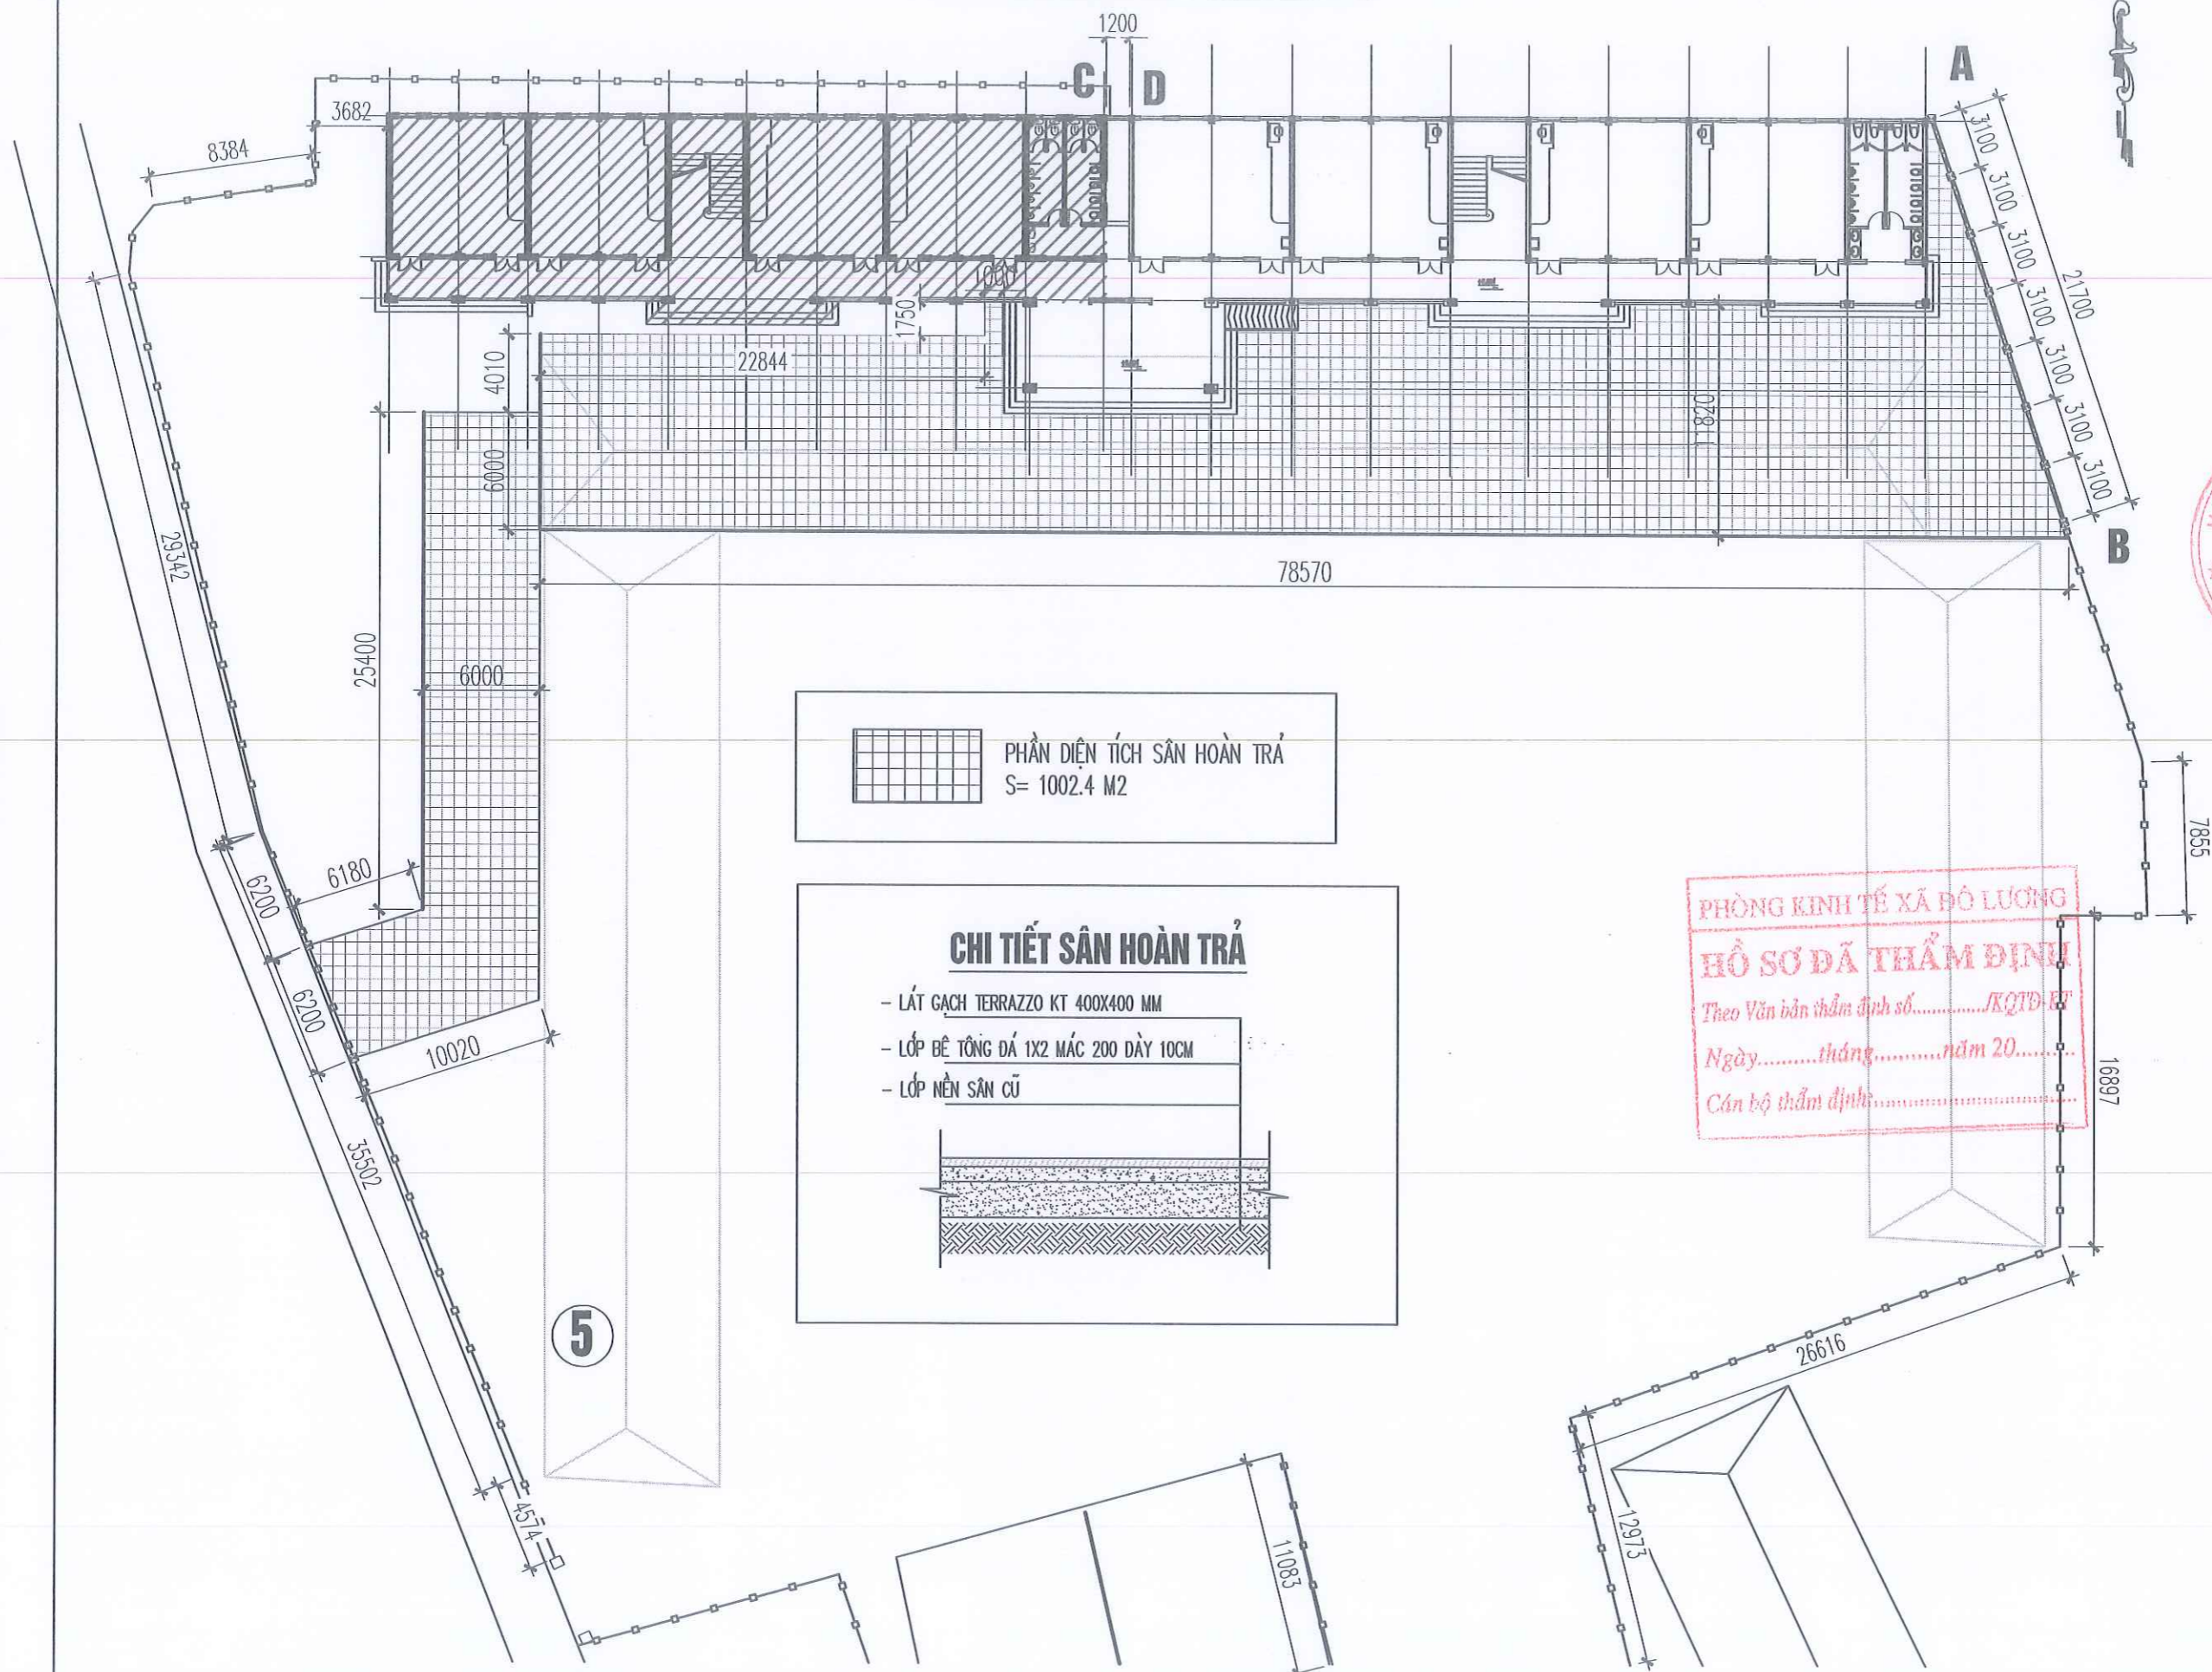 1200
C
D
A
3682
8384
3100
3100
3100
3100
3100
3100
3100
21700
1750
4010
22844
11820
6000
B
29342
78570
25400
6000
PHẦN DIỆN TÍCH SÂN HOÀN TRẢ
S= 1002.4 M2
7855
6180
6200
PHÒNG KINH TẾ XÃ ĐÔ LƯƠNG
HỒ SƠ ĐÃ THẨM ĐỊNH
Theo Văn bản thẩm định số............/KQTĐ-KT
Ngày..........tháng...........năm 20..........
Cán bộ thẩm định:....................................
CHI TIẾT SÂN HOÀN TRẢ
- LÁT GẠCH TERRAZZO KT 400X400 MM
- LỚP BÊ TÔNG ĐÁ 1X2 MÁC 200 DÀY 10CM
- LỚP NỀN SÂN CŨ
6200
10020
16897
35502
5
26616
4574
11083
12973